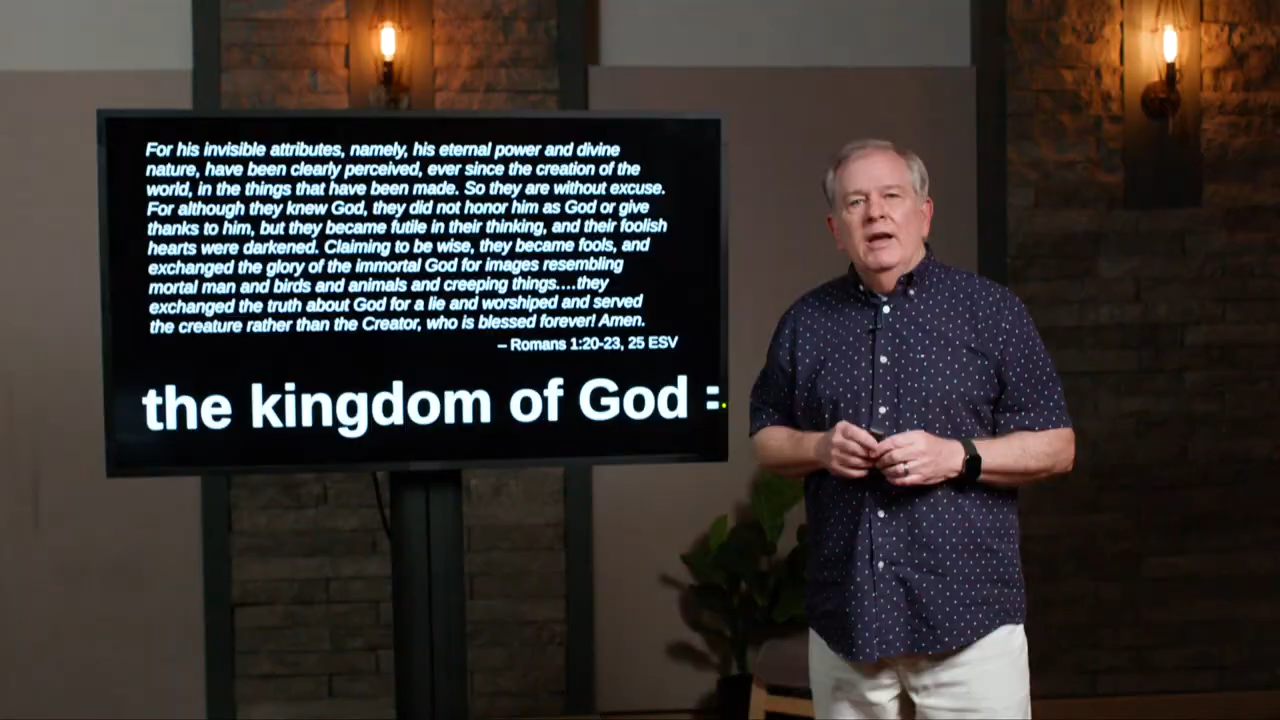 For his invisible attributes, namely, his eternal power and divine
nature, have been clearly perceived, ever since the creation of the
world, in the things that have been made. So they are without excuse.
For although they knew God, they did not honor him as God or give
thanks to him, but they became futile in their thinking, and their foolish
hearts were darkened. Claiming to be wise, they became fools, and
exchanged the glory of the immortal God for images resembling
mortal man and birds and animals and creeping things....they
exchanged the truth about God for a lie and worshiped and served
the creature rather than the Creator, who is blessed forever! Amen.
– Romans 1:20-23, 25 ESV
the kingdom of God :